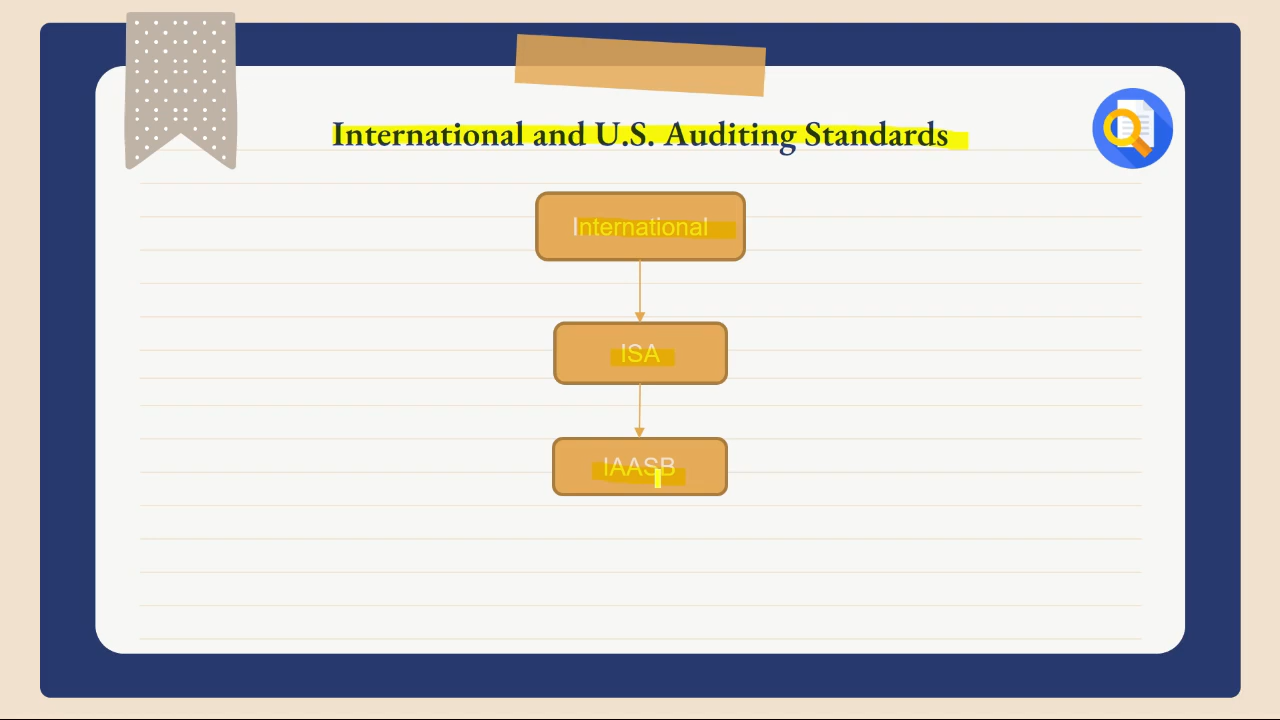 International and U.S. Auditing Standards
International
ISA
IAASB